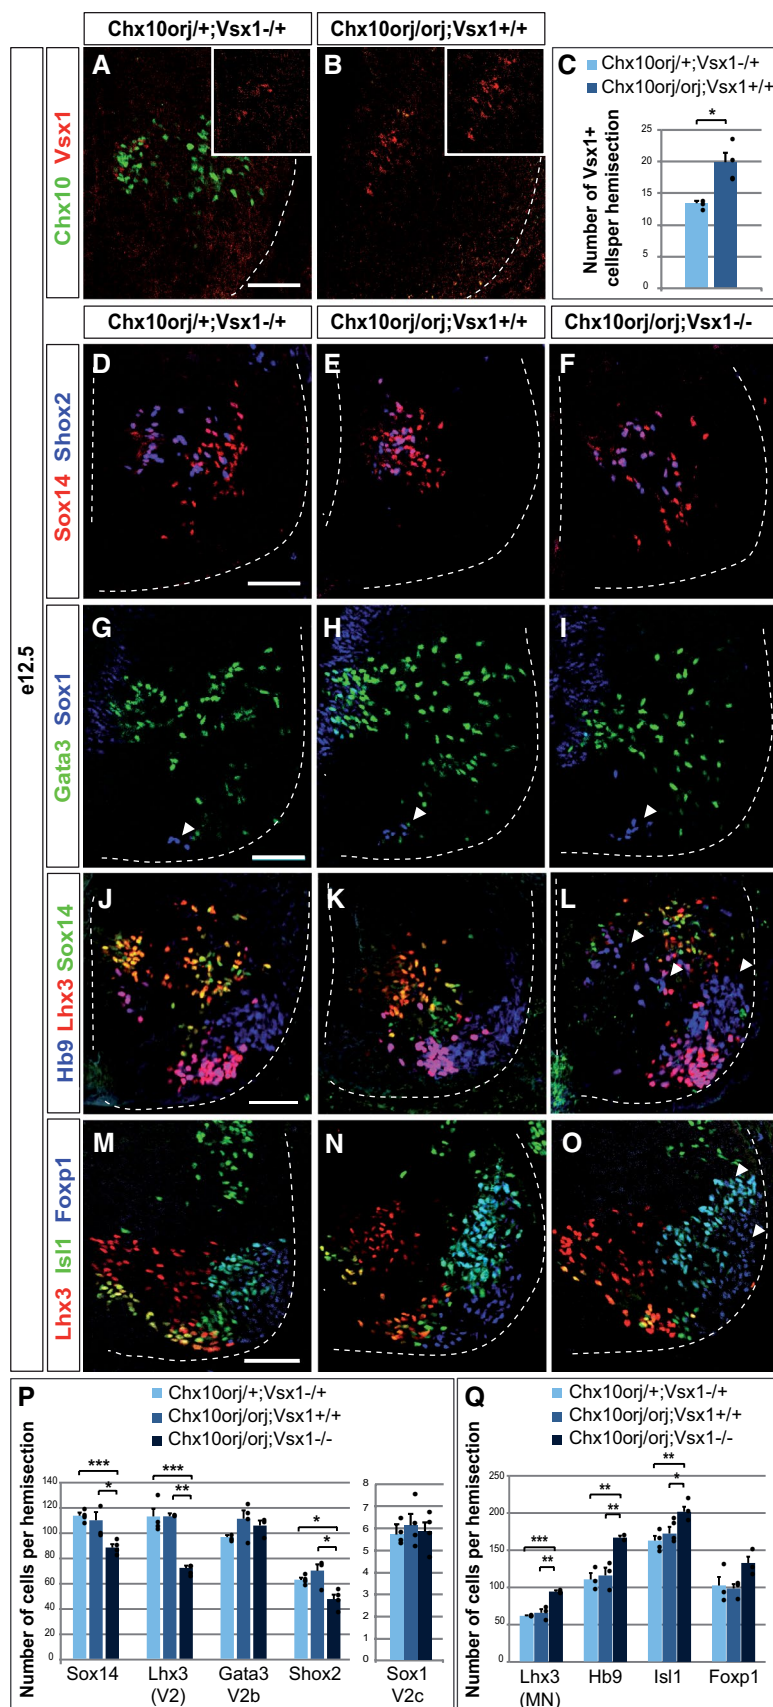 Chx10orj/+;Vsx1-/+
Chx10orj/orj;Vsx1+/+
Chx10 Vsx1
A
B
C
Chx10orj/+;Vsx1-/+
Chx10orj/orj;Vsx1+/+
*
Number of Vsx1+
cellsper hemisection
25
20
15
10
5
0
Chx10orj/+;Vsx1-/+
Chx10orj/orj;Vsx1+/+
Chx10orj/orj;Vsx1-/-
e12.5
Sox14 Shox2
D
E
F
Gata3 Sox1
G
H
I
Hb9 Lhx3 Sox14
J
K
L
Lhx3 Isl1 Foxp1
M
N
O
P
Chx10orj/+;Vsx1-/+
Chx10orj/orj;Vsx1+/+
Chx10orj/orj;Vsx1-/-
Number of cells per hemisection
140
120
100
80
60
40
20
0
***
*
***
**
*
*
Sox14
Lhx3
(V2)
Gata3
V2b
Shox2
8
7
6
5
4
3
2
1
0
Sox1
V2c
Q
Chx10orj/+;Vsx1-/+
Chx10orj/orj;Vsx1+/+
Chx10orj/orj;Vsx1-/-
Number of cells per hemisection
250
200
150
100
50
0
***
**
**
**
**
*
Lhx3
(MN)
Hb9
Isl1
Foxp1